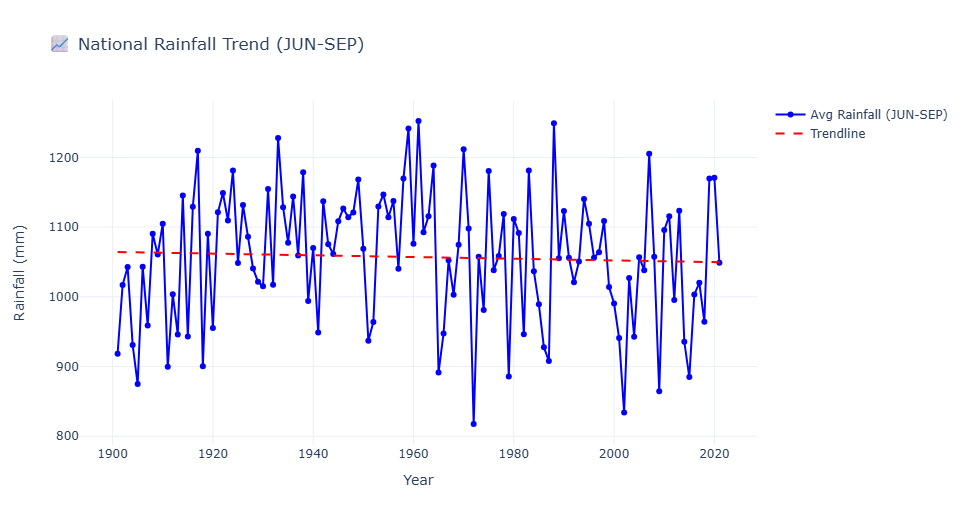 📈 National Rainfall Trend (JUN-SEP)
Avg Rainfall (JUN-SEP)
Trendline
Rainfall (mm)
1200
1100
1000
900
800
1900 1920 1940 1960 1980 2000 2020
Year